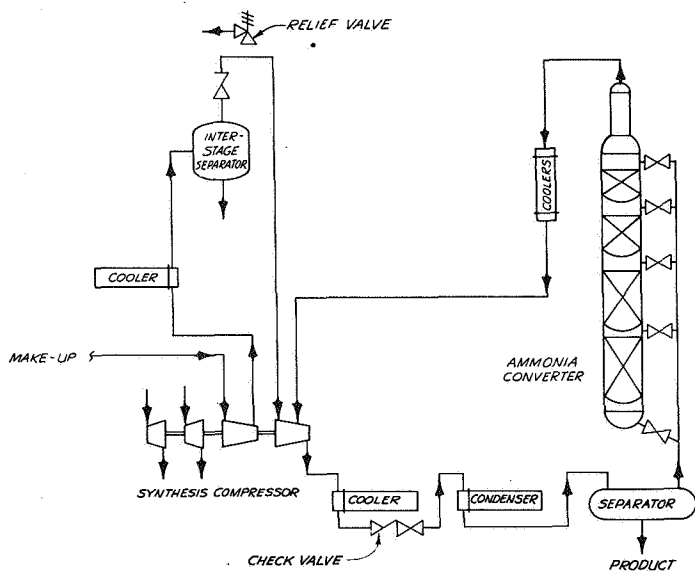 RELIEF VALVE
INTER-
STAGE
SEPARATOR
COOLERS
COOLER
MAKE-UP
AMMONIA
CONVERTER
SYNTHESIS COMPRESSOR
COOLER
CONDENSER
SEPARATOR
CHECK VALVE
PRODUCT